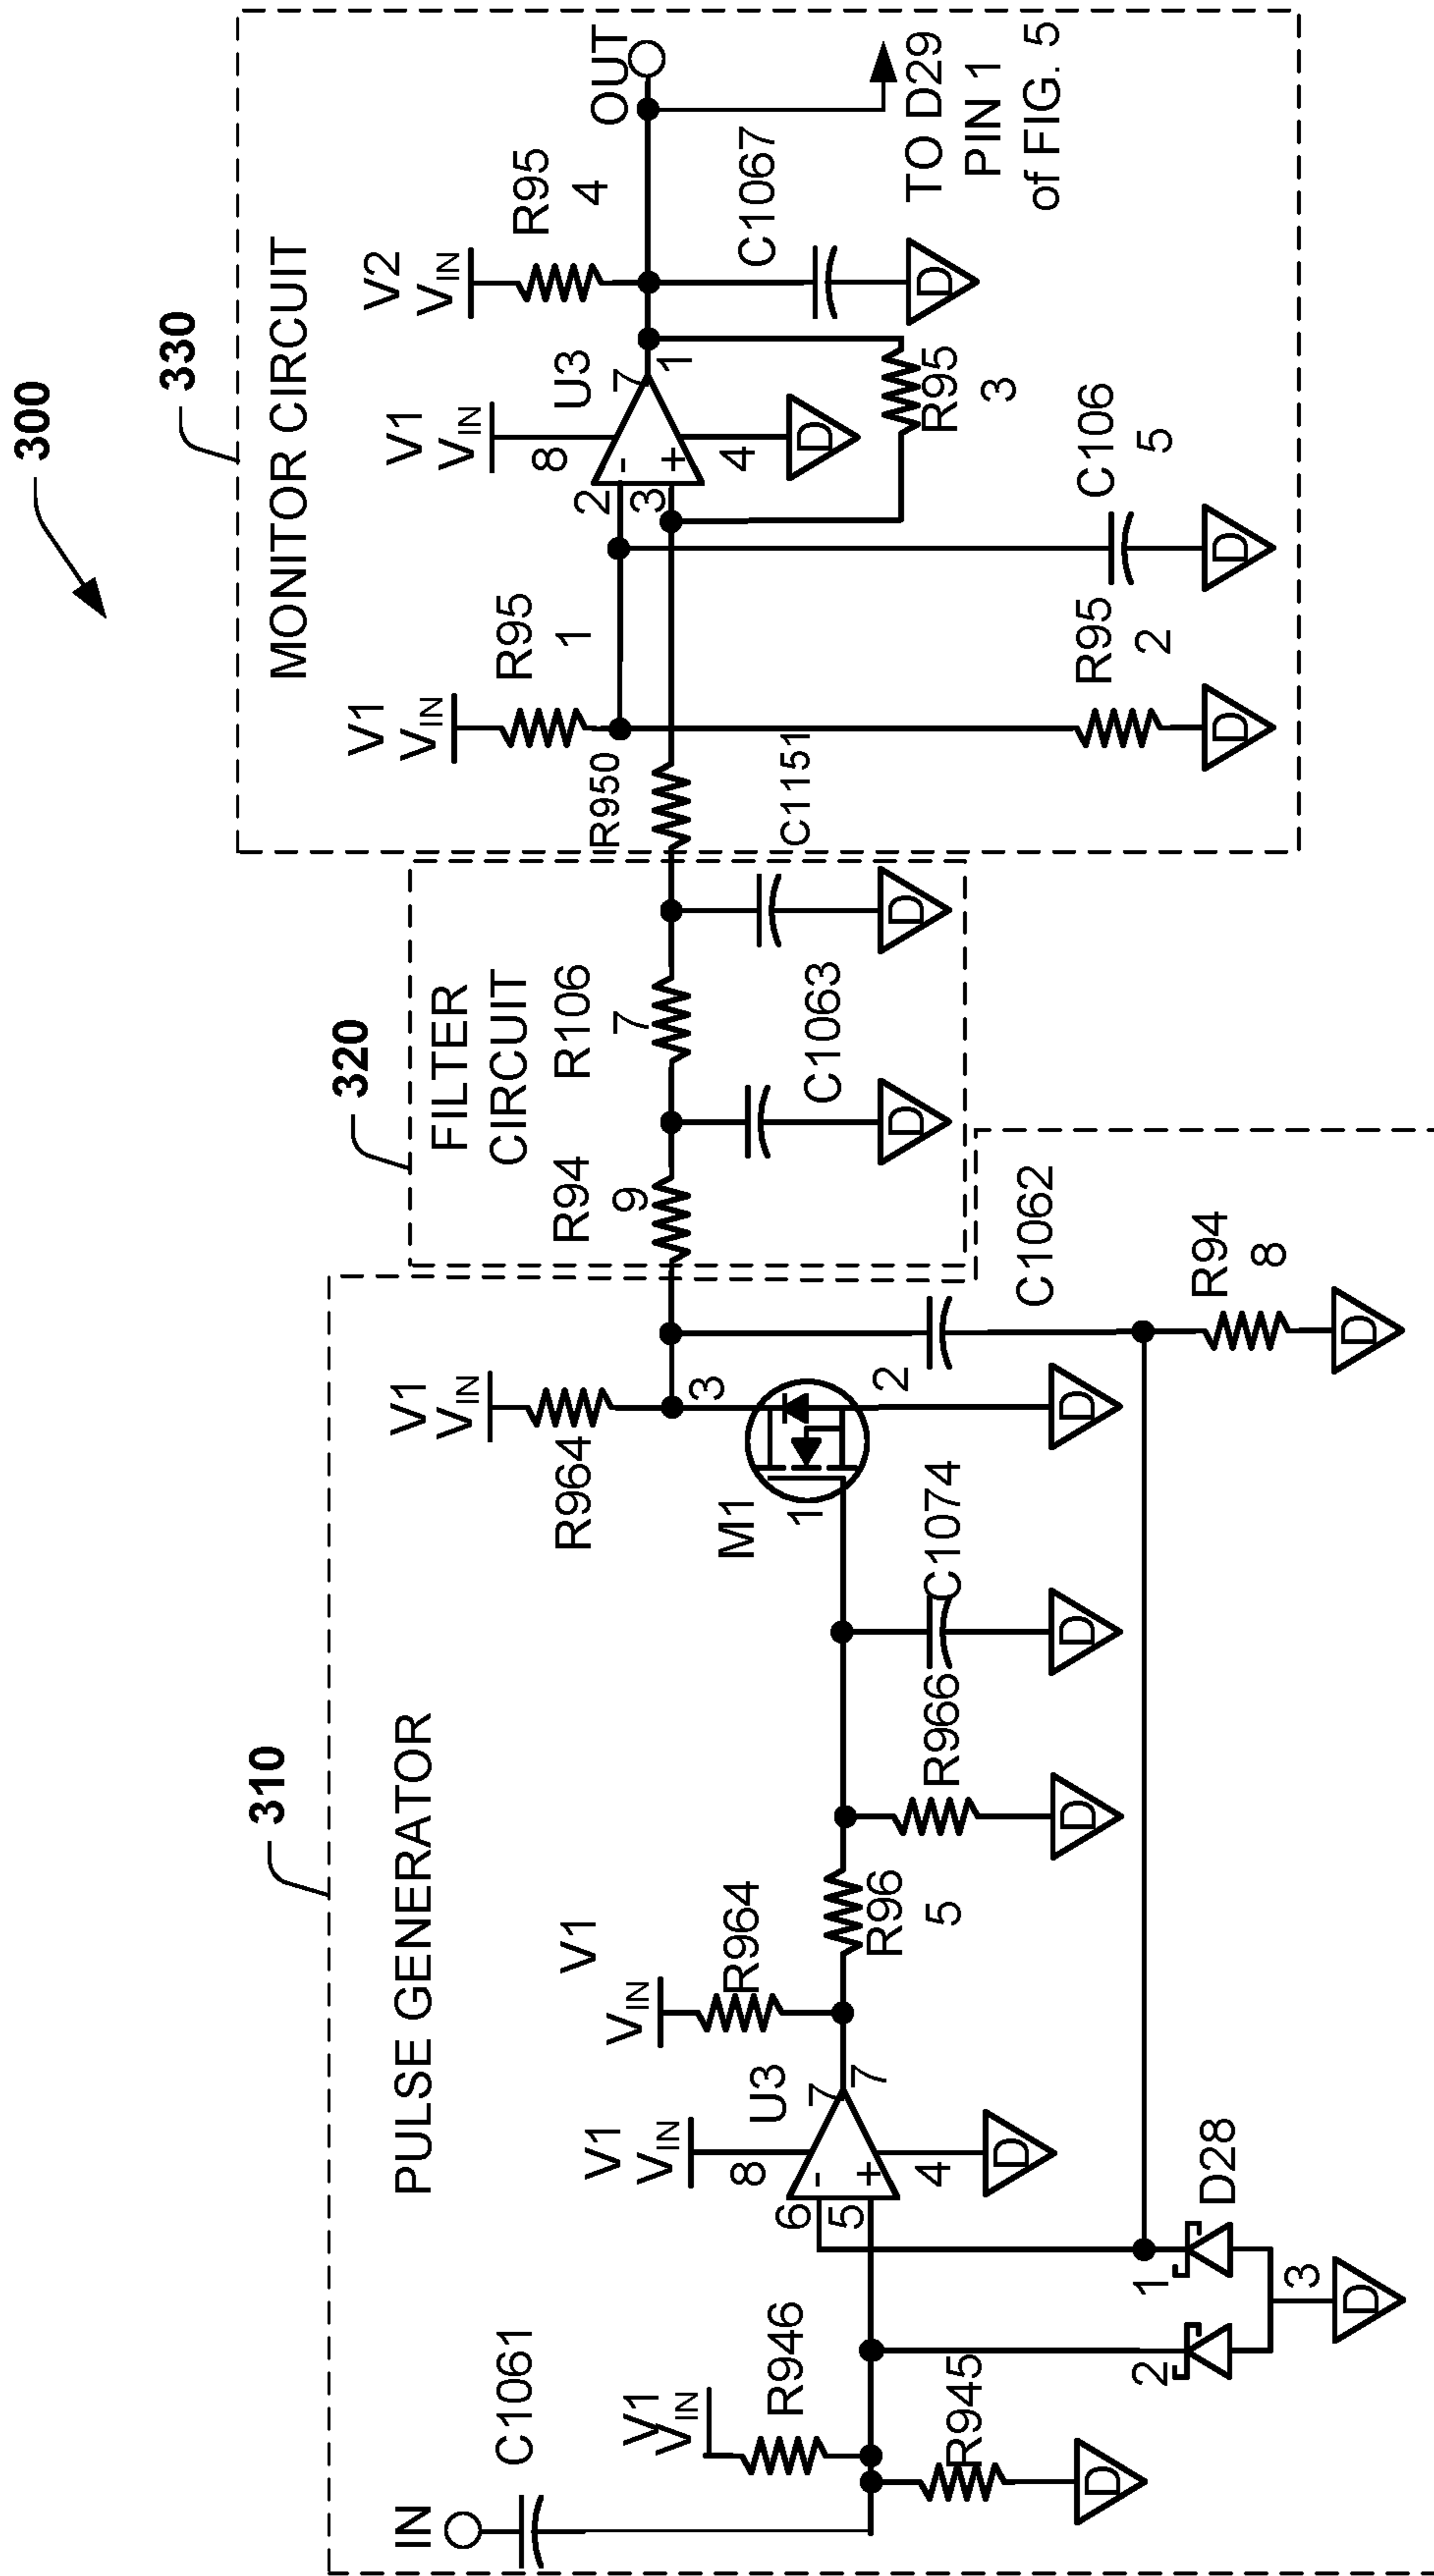 300
310
PULSE GENERATOR
IN
C1061
V1
VIN
R946
R945
D
2
1
D28
3
D
6
5
-
+
V1
VIN
8
U3
7
7
4
D
V1
VIN
R964
R96
5
R966
D
C1074
D
M1
1
V1
VIN
R964
3
2
D
C1062
R94
8
D
320
FILTER
CIRCUIT
R94
9
R106
7
C1063
D
C1151
D
330
MONITOR CIRCUIT
R950
V1
VIN
R95
1
R95
2
D
C106
5
D
2
3
-
+
V1
VIN
8
U3
7
1
4
D
R95
3
V2
VIN
R95
4
C1067
D
OUT
TO D29
PIN 1
of FIG. 5